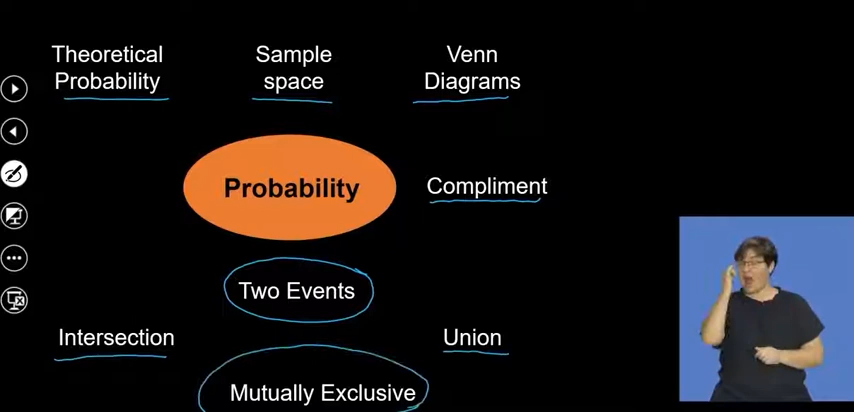 Theoretical
Probability
Sample
space
Venn
Diagrams
Probability
Compliment
Two Events
Intersection
Union
Mutually Exclusive